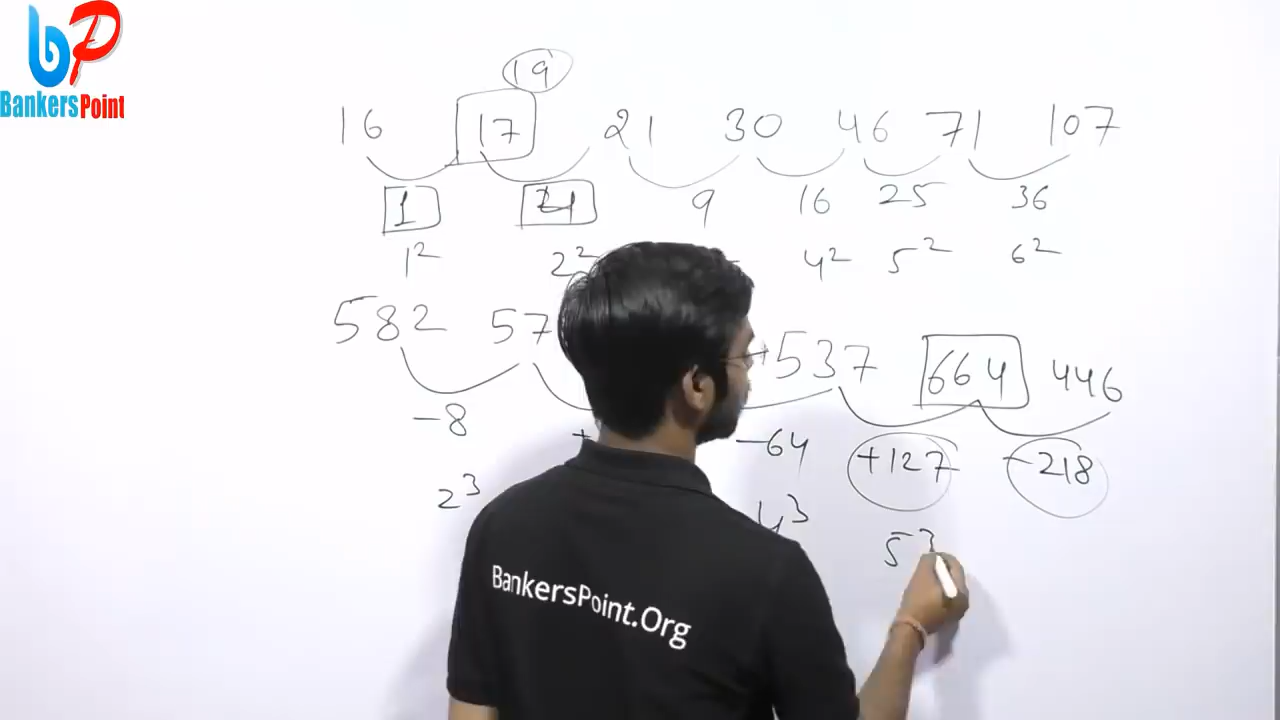 BankersPoint
19
16 17 21 30 46 71 107
1 4 9 16 25 36
1² 2² 4² 5² 6²
582 57 537 664 446
-8 + -64 +127 -218
2³ 4³ 5³
BankersPoint.Org